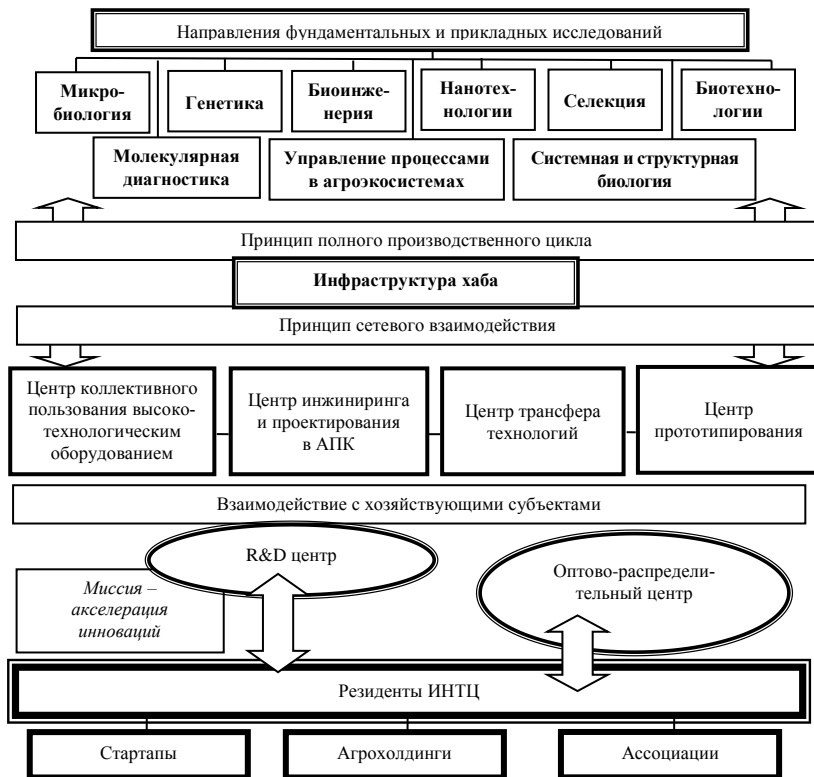 Направления фундаментальных и прикладных исследований
Микро-
биология
Генетика
Биоинже-
нерия
Нанотех-
нологии
Селекция
Биотехно-
логии
Молекулярная
диагностика
Управление процессами
в агроэкосистемах
Системная и структурная
биология
Принцип полного производственного цикла
Инфраструктура хаба
Принцип сетевого взаимодействия
Центр коллективного
пользования высоко-
технологическим
оборудованием
Центр инжиниринга
и проектирования
в АПК
Центр трансфера
технологий
Центр
прототипирования
Взаимодействие с хозяйствующими субъектами
R&D центр
Оптово-распредели-
тельный центр
Миссия –
акселерация
инноваций
Резиденты ИНТЦ
Стартапы
Агрохолдинги
Ассоциации